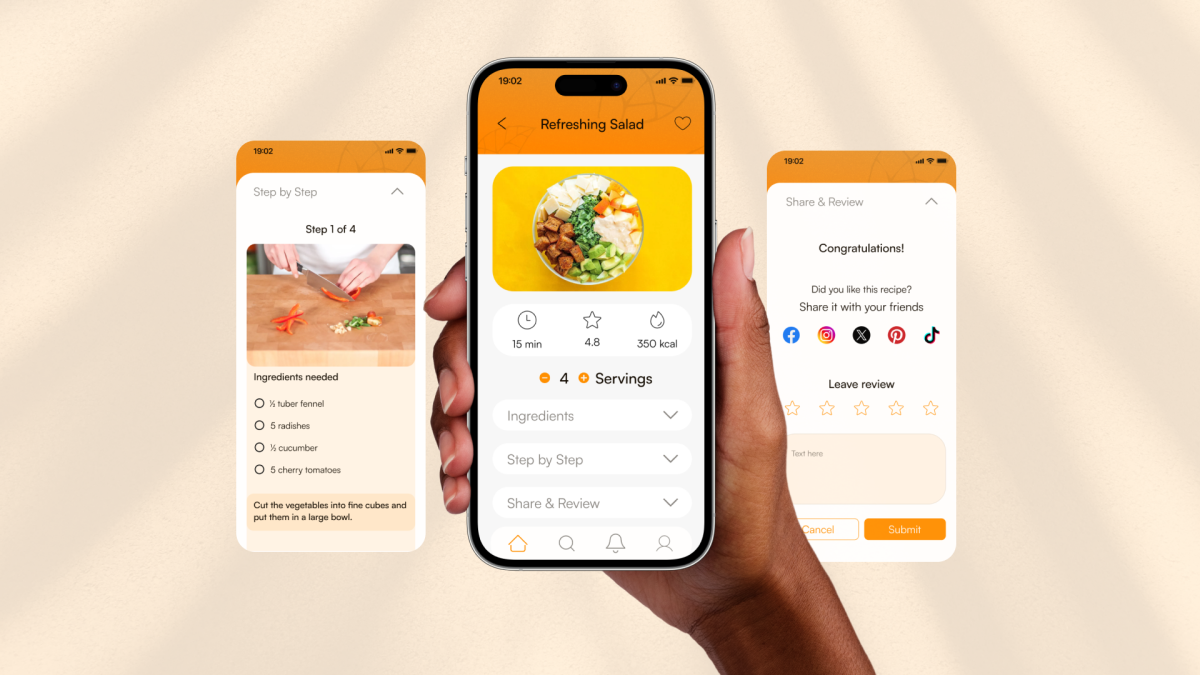 19:02
Step by Step
Step 1 of 4
Ingredients needed
½ tuber fennel
5 radishes
½ cucumber
5 cherry tomatoes
Cut the vegetables into fine cubes and
put them in a large bowl.
19:02
Refreshing Salad
15 min
4.8
350 kcal
4 Servings
Ingredients
Step by Step
Share & Review
19:02
Share & Review
Congratulations!
Did you like this recipe?
Share it with your friends
Leave review
Text here
Cancel
Submit